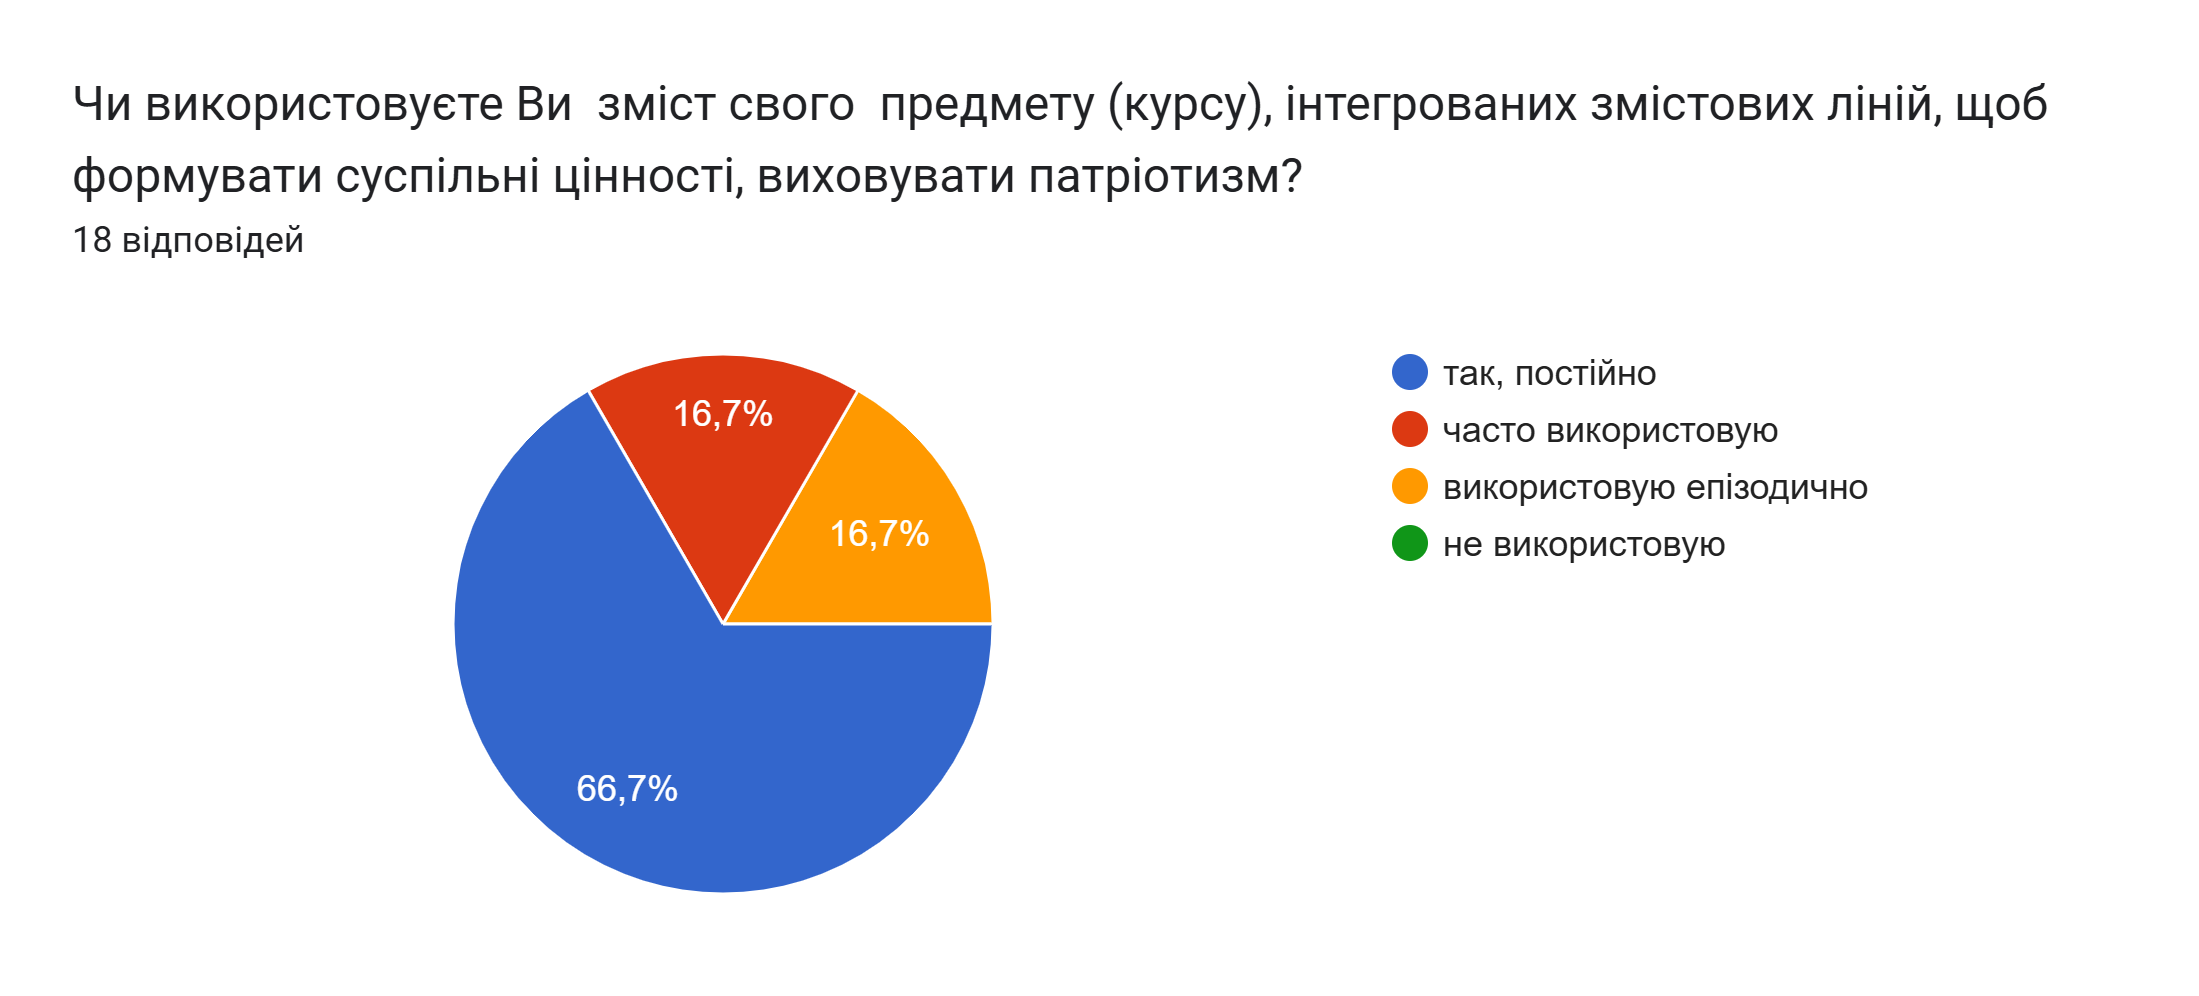 Чи використовуєте Ви  зміст свого  предмету (курсу), інтегрованих змістових ліній, щоб
формувати суспільні цінності, виховувати патріотизм?
18 відповідей
16,7%
16,7%
66,7%
так, постійно
часто використовую
використовую епізодично
не використовую